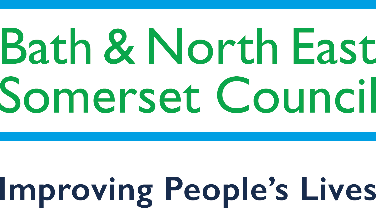 Bath & North East
Somerset Council
Improving People's Lives